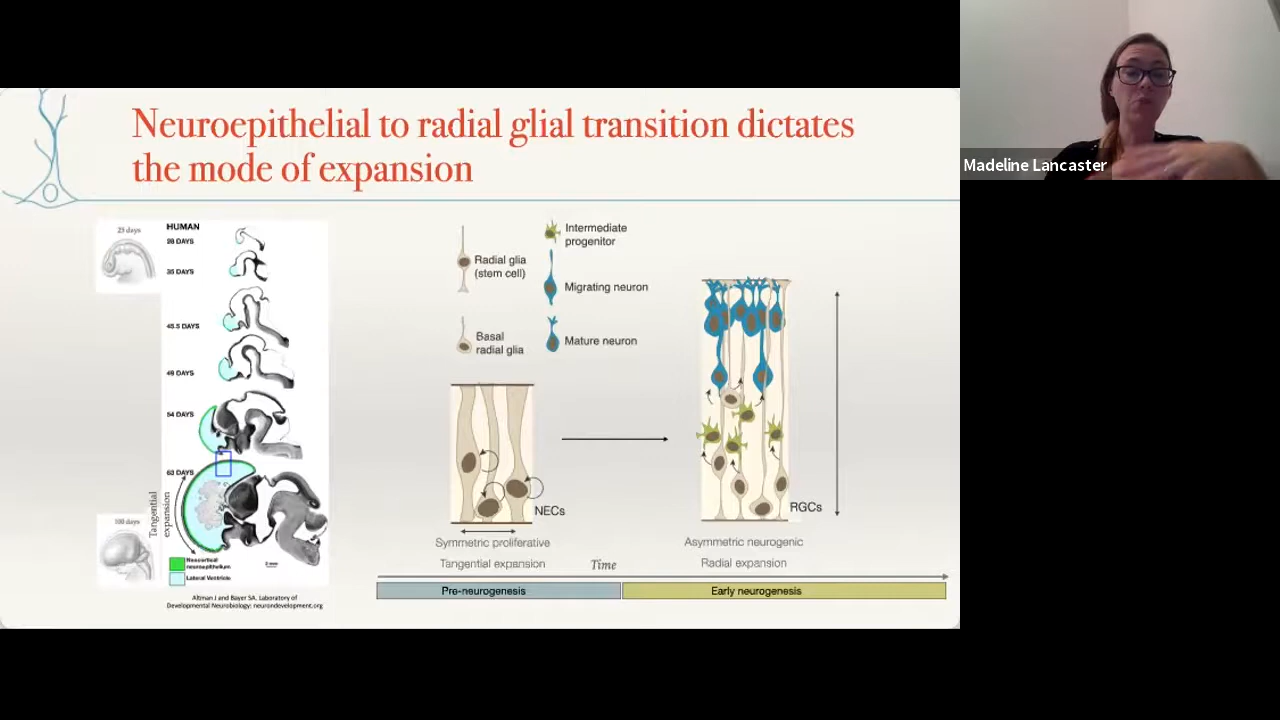 Neuroepithelial to radial glial transition dictates
the mode of expansion
Madeline Lancaster
25 days
HUMAN
28 DAYS
35 DAYS
45.5 DAYS
49 DAYS
54 DAYS
63 DAYS
Tangential
expansion
100 days
Neocortical
neuroepithelium
Lateral Ventricle
2 mm
Altman J and Bayer SA. Laboratory of
Developmental Neurobiology: neurondevelopment.org
Radial glia
(stem cell)
Basal
radial glia
Intermediate
progenitor
Migrating neuron
Mature neuron
NECs
RGCs
Symmetric proliferative
Tangential expansion
Time
Asymmetric neurogenic
Radial expansion
Pre-neurogenesis
Early neurogenesis